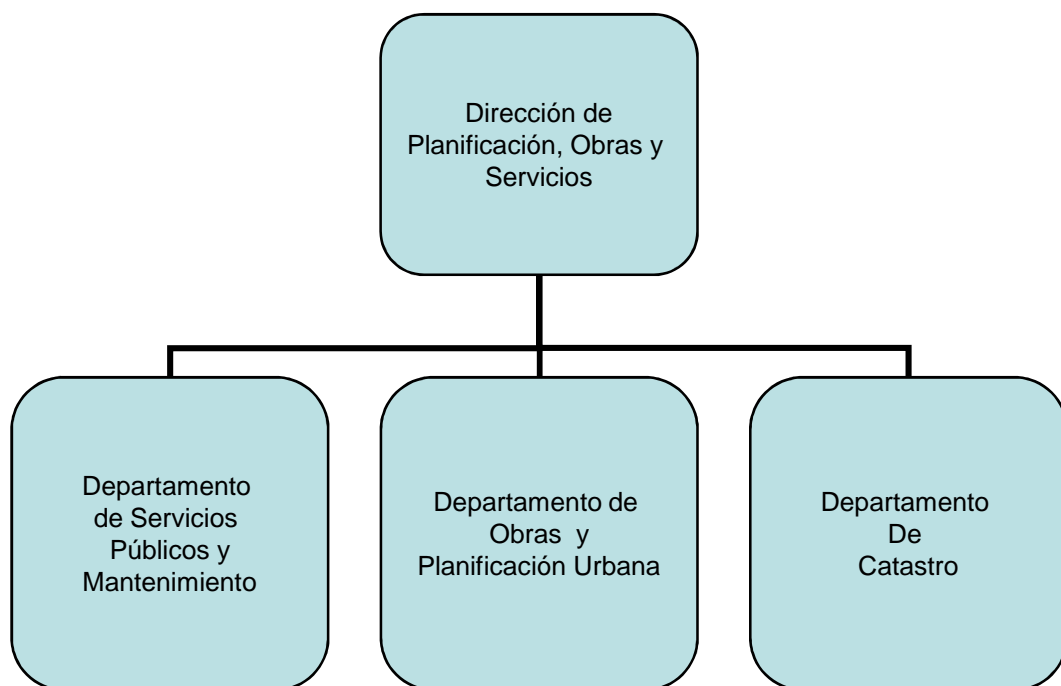 Dirección de
Planificación, Obras y
Servicios
Departamento
de Servicios
Públicos y
Mantenimiento
Departamento de
Obras  y
Planificación Urbana
Departamento
De
Catastro